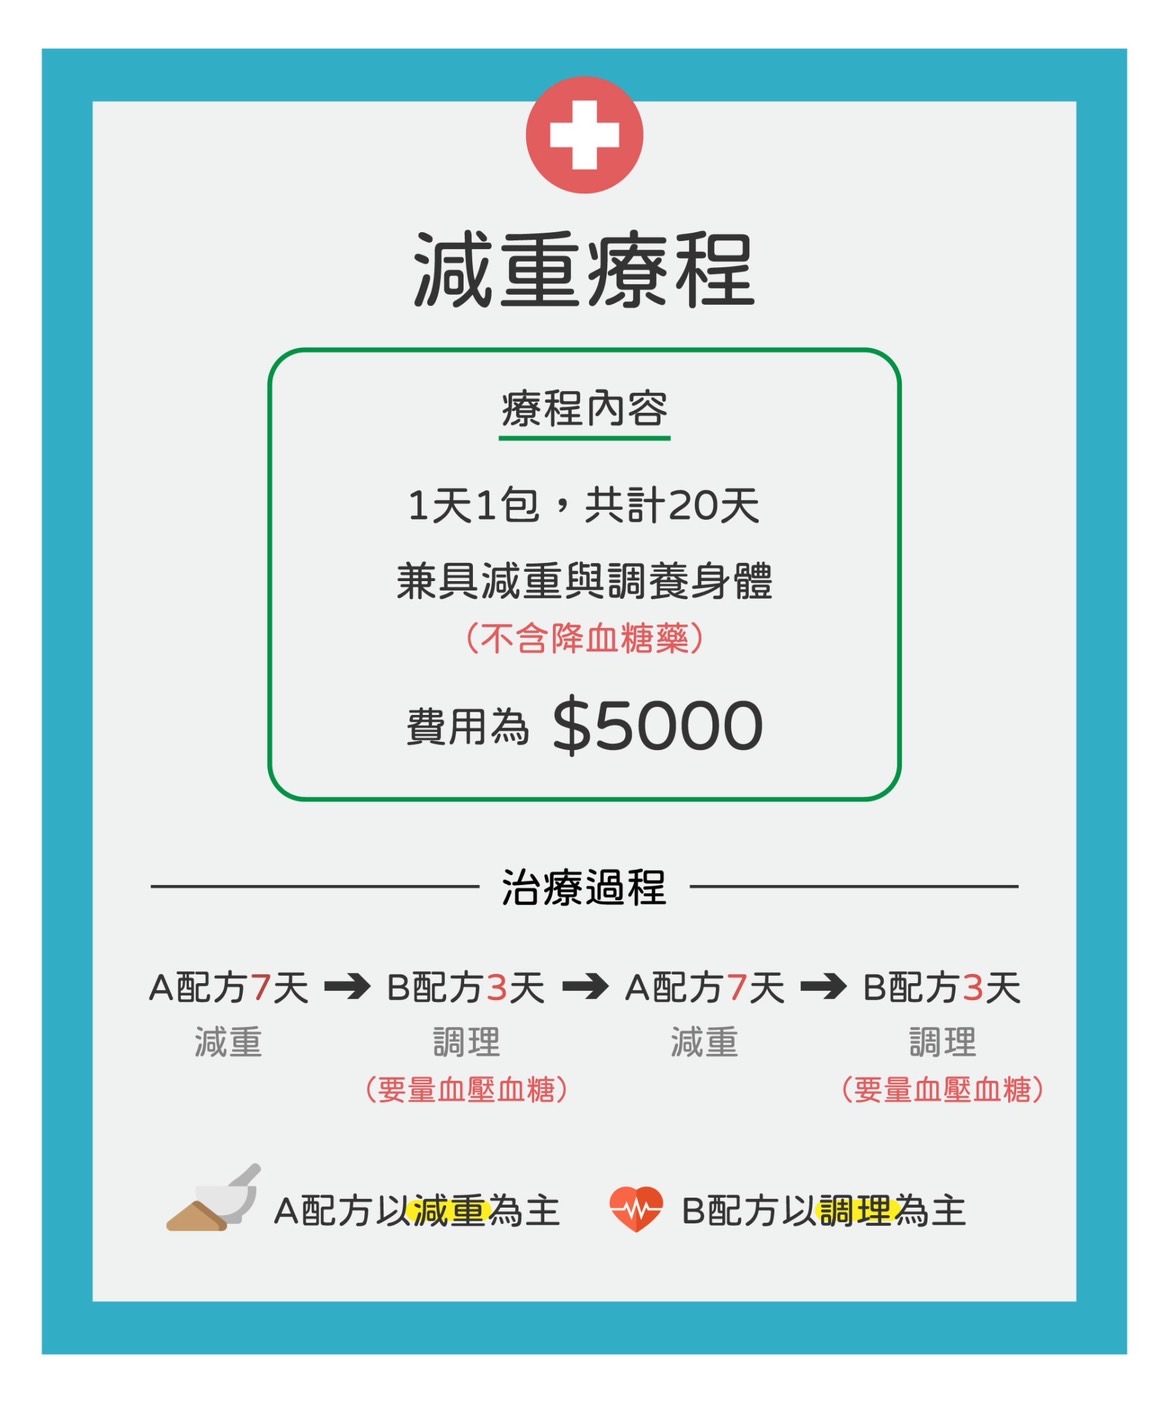 減重療程
療程內容
1天1包，共計20天
兼具減重與調養身體
（不含降血糖藥）
費用為 $5000
治療過程
A配方7天 ➔ B配方3天 ➔ A配方7天 ➔ B配方3天
減重 調理 減重 調理
（要量血壓血糖） （要量血壓血糖）
A配方以減重為主 B配方以調理為主